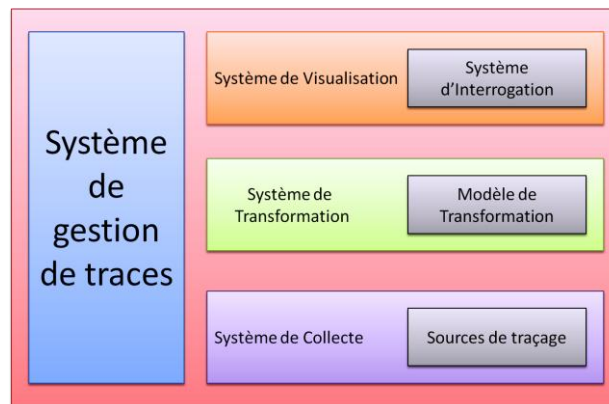 Système
de
gestion
de traces
Système de Visualisation
Système
d'Interrogation
Système de
Transformation
Modèle de
Transformation
Système de Collecte
Sources de traçage